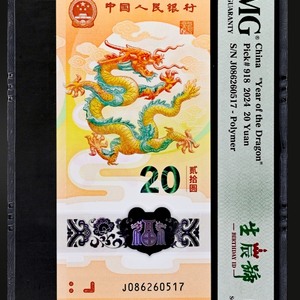 中国人民银行
20 贰拾圆
J086260517
MG
GUARANTY
China "Year of the Dragon"
Pick# 918 2024 20 Yuan
S/N J086260517 - Polymer
生辰號
BIRTHDAY ID